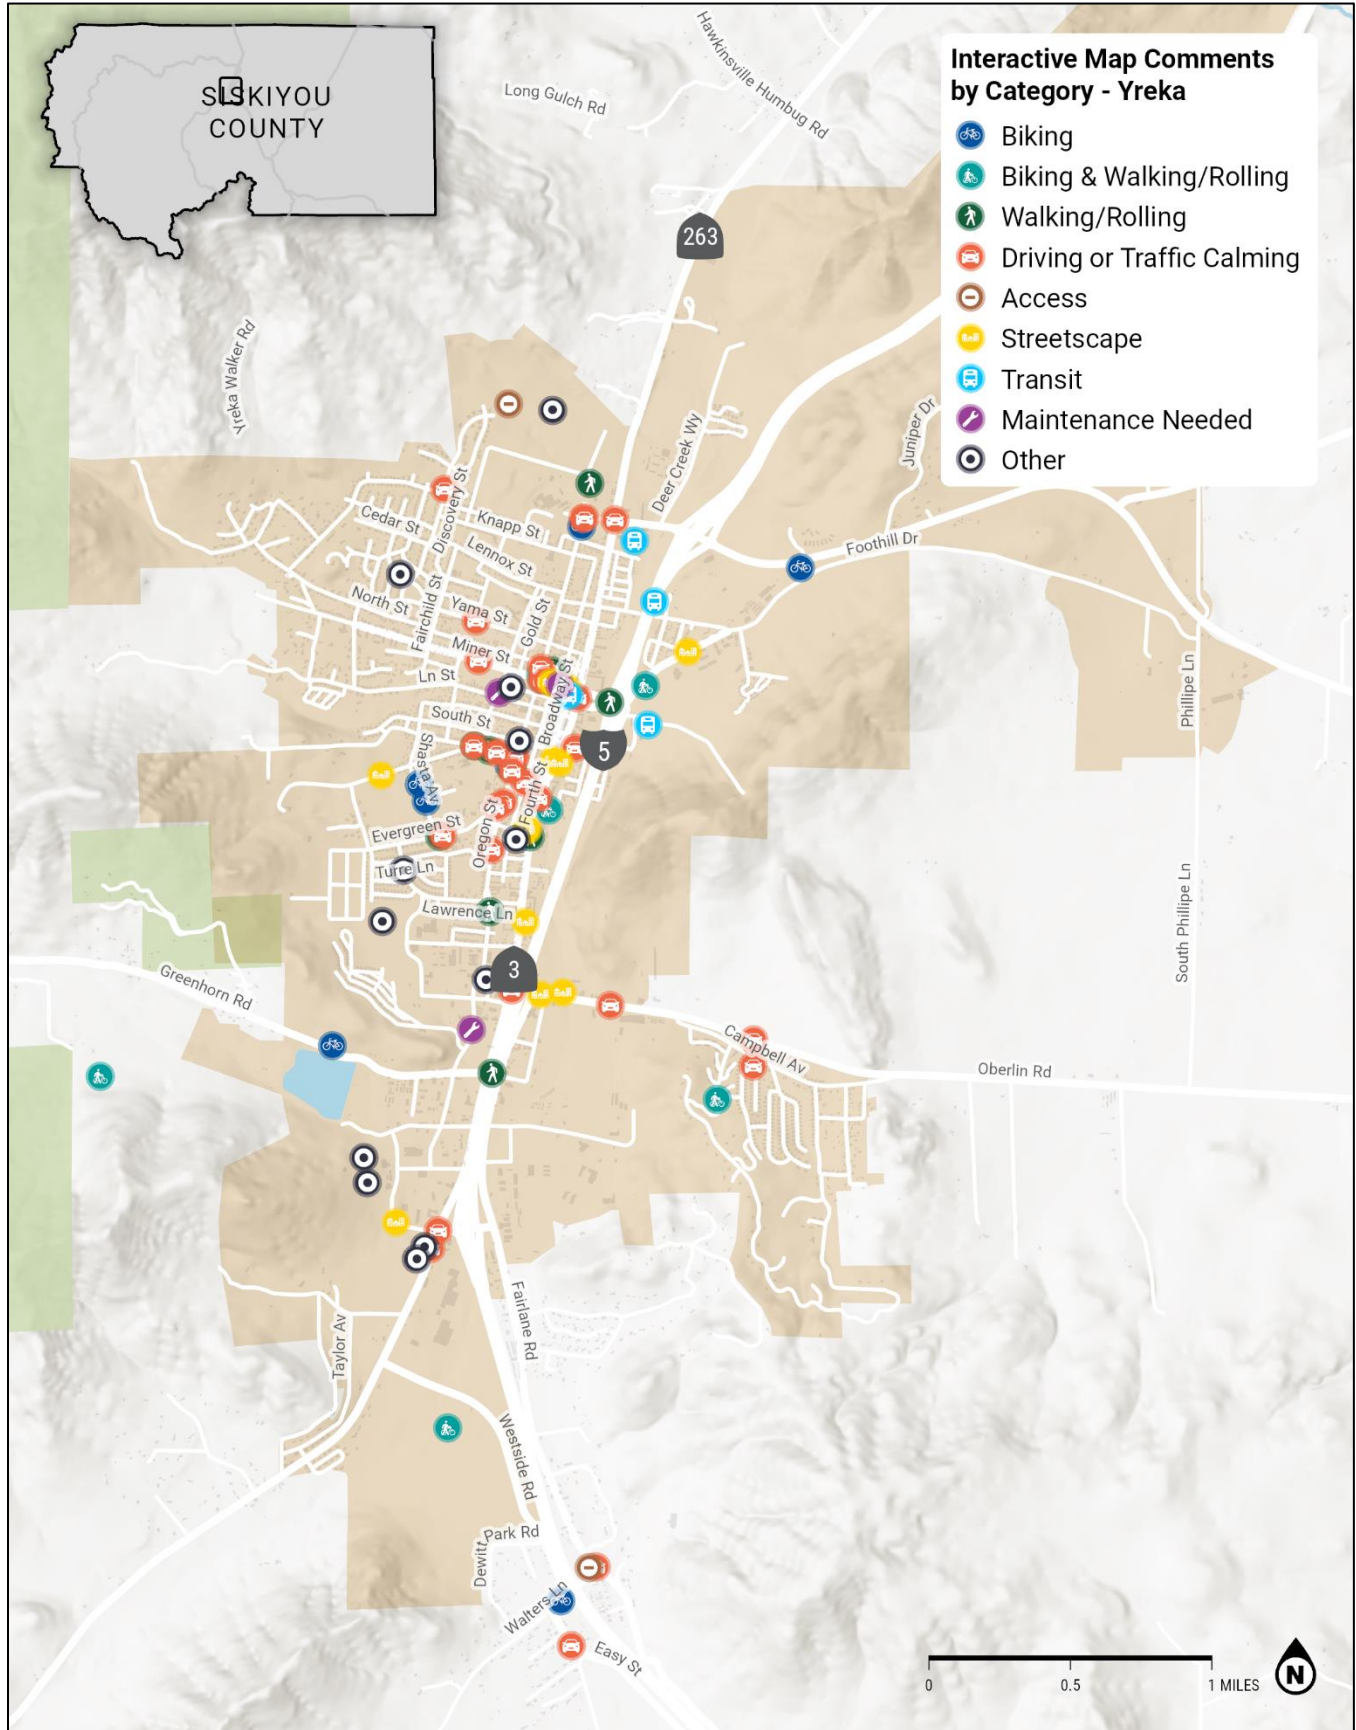 SISKIYOU
COUNTY
Interactive Map Comments
by Category - Yreka
Biking
Biking & Walking/Rolling
Walking/Rolling
Driving or Traffic Calming
Access
Streetscape
Transit
Maintenance Needed
Other
Hawkinsville Humbug Rd
Long Gulch Rd
263
Yreka Walker Rd
Deer Creek Wy
Juniper Dr
Discovery St
Cedar St
Knapp St
Lennox St
Foothill Dr
Fairchild St
North St
Yama St
Gold St
Miner St
Ln St
Broadway St
South St
Phillipe Ln
5
Shasta Av
Fourth St
Oregon St
Evergreen St
Turre Ln
Lawrence Ln
South Phillipe Ln
3
Greenhorn Rd
Campbell Av
Oberlin Rd
Fairlane Rd
Taylor Av
Westside Rd
Park Rd
Dewitt
Walters Ln
Easy St
0
0.5
1 MILES
N